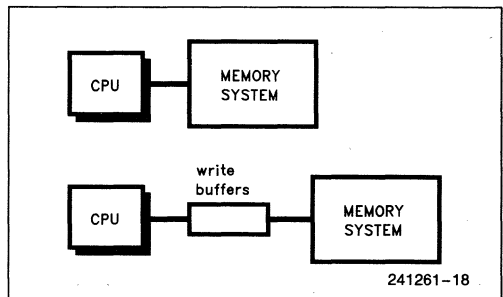 CPU
MEMORY
SYSTEM
write
buffers
CPU
MEMORY
SYSTEM
241261-18